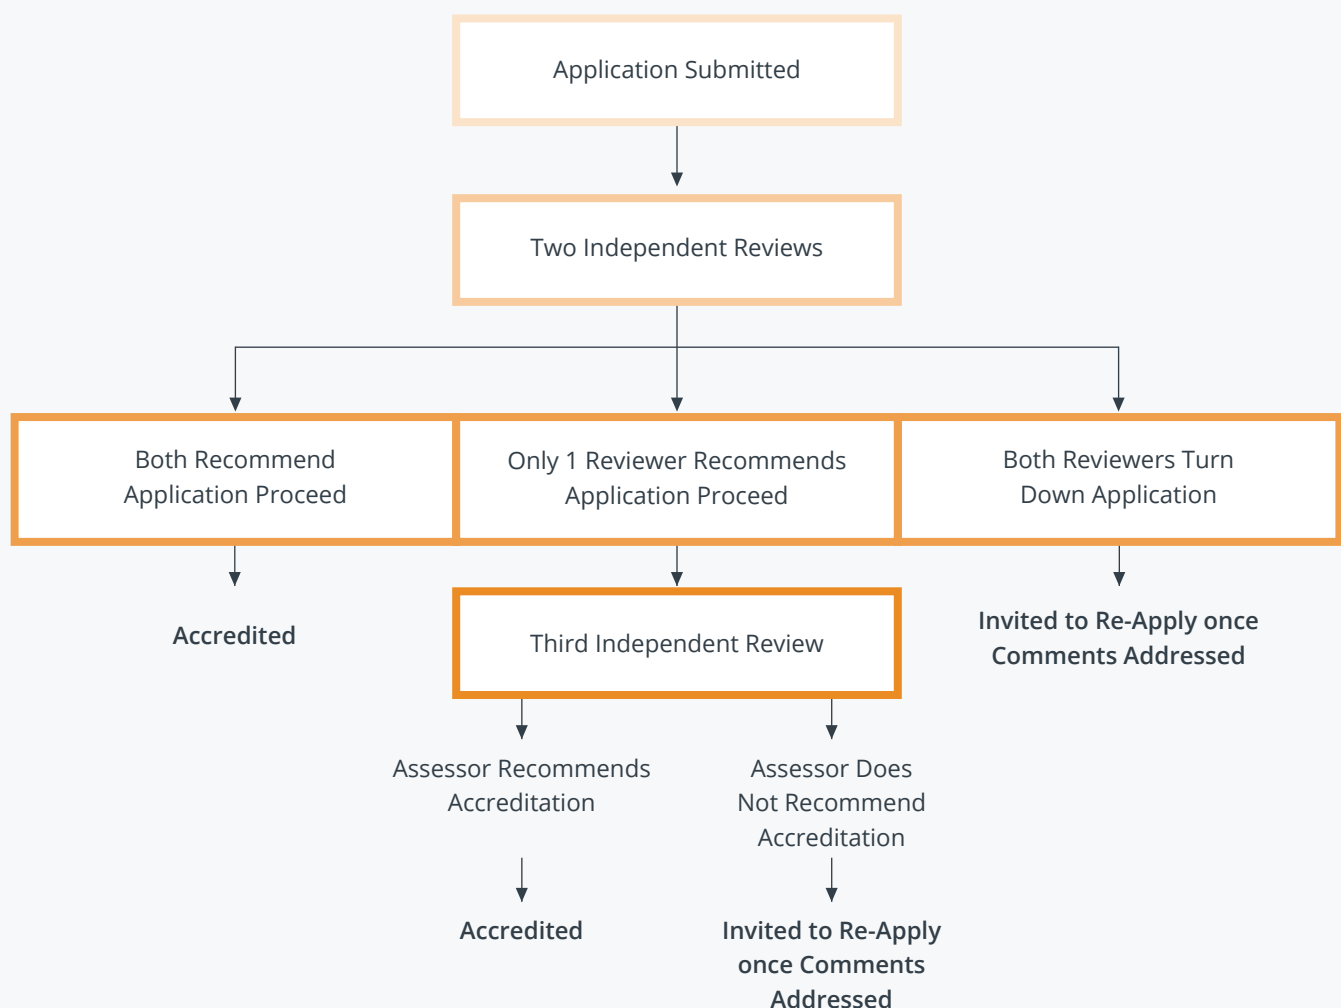 Application Submitted
Two Independent Reviews
Both Recommend
Application Proceed
Only 1 Reviewer Recommends
Application Proceed
Both Reviewers Turn
Down Application
Accredited
Third Independent Review
Invited to Re-Apply once
Comments Addressed
Assessor Recommends
Accreditation
Assessor Does
Not Recommend
Accreditation
Accredited
Invited to Re-Apply
once Comments
Addressed